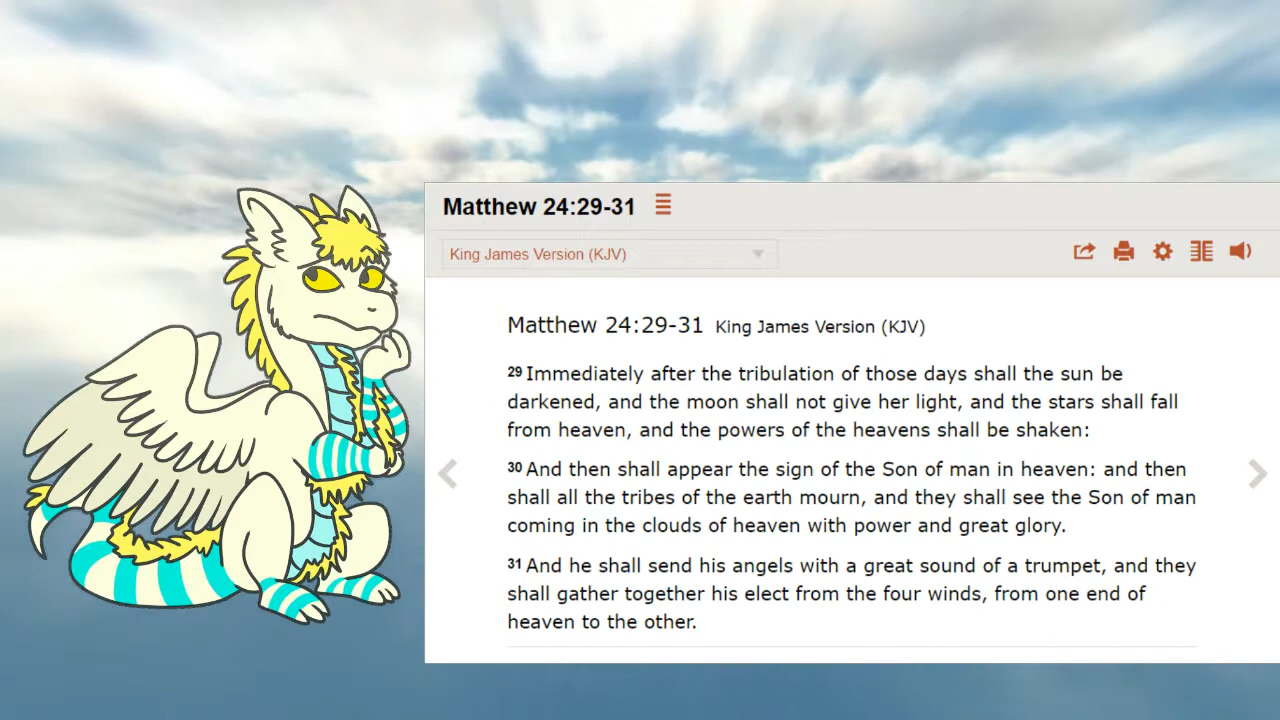 Matthew 24:29-31
King James Version (KJV)
Matthew 24:29-31 King James Version (KJV)
29 Immediately after the tribulation of those days shall the sun be
darkened, and the moon shall not give her light, and the stars shall fall
from heaven, and the powers of the heavens shall be shaken:
30 And then shall appear the sign of the Son of man in heaven: and then
shall all the tribes of the earth mourn, and they shall see the Son of man
coming in the clouds of heaven with power and great glory.
31 And he shall send his angels with a great sound of a trumpet, and they
shall gather together his elect from the four winds, from one end of
heaven to the other.